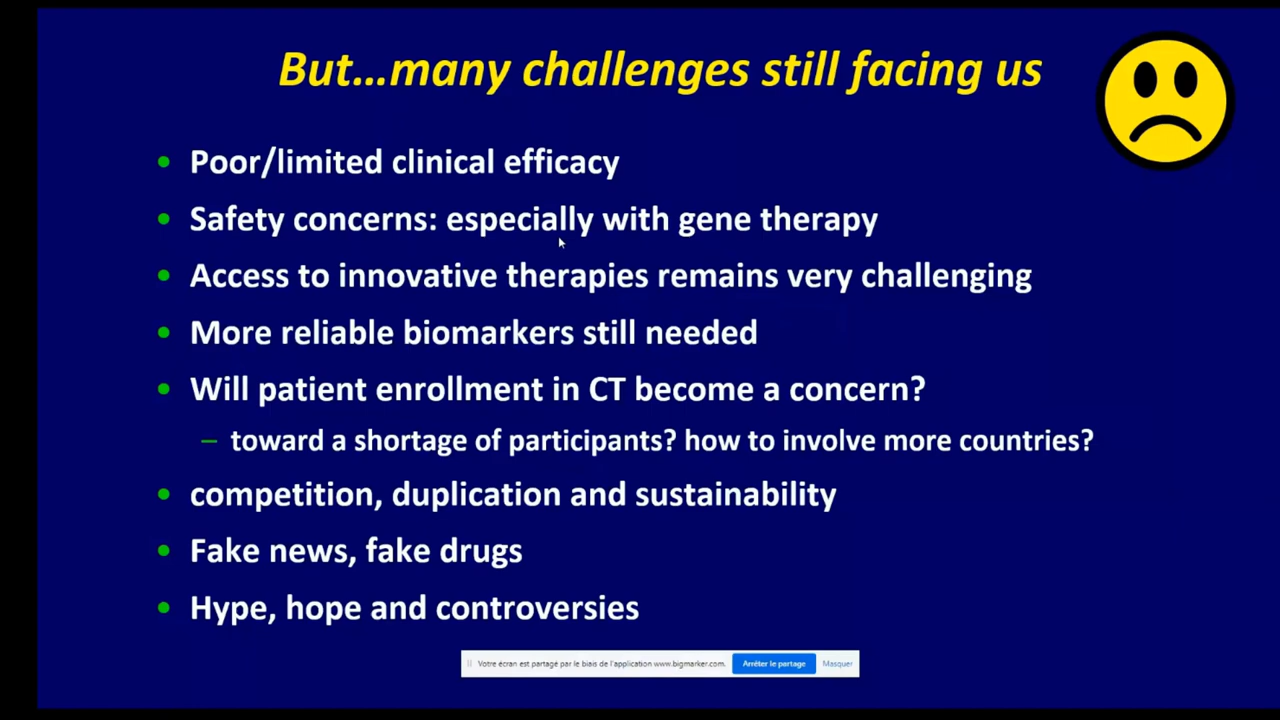 But...many challenges still facing us
Poor/limited clinical efficacy
Safety concerns: especially with gene therapy
Access to innovative therapies remains very challenging
More reliable biomarkers still needed
Will patient enrollment in CT become a concern?
– toward a shortage of participants? how to involve more countries?
competition, duplication and sustainability
Fake news, fake drugs
Hype, hope and controversies
Votre écran est partagé par le biais de l'application www.bigmarker.com. Arrêter le partage Masquer